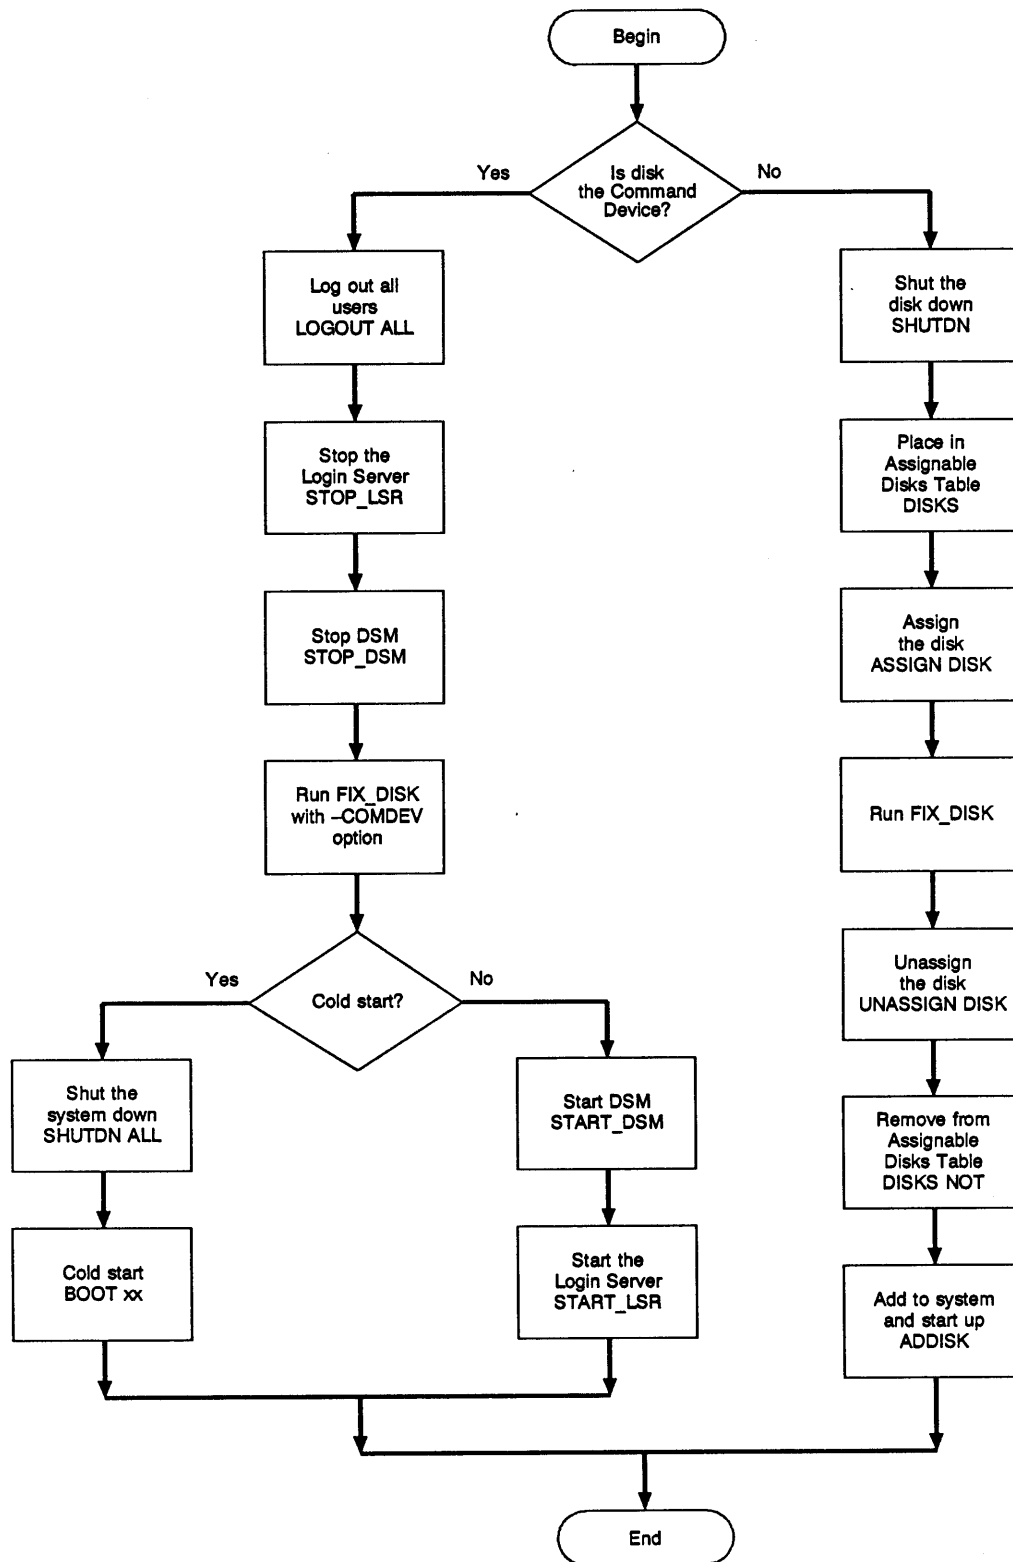 Begin
Is disk
the Command
Device?
Yes
No
Log out all
users
LOGOUT ALL
Stop the
Login Server
STOP_LSR
Stop DSM
STOP_DSM
Run FIX_DISK
with –COMDEV
option
Cold start?
Yes
No
Shut the
system down
SHUTDN ALL
Cold start
BOOT xx
Start DSM
START_DSM
Start the
Login Server
START_LSR
Shut the
disk down
SHUTDN
Place in
Assignable
Disks Table
DISKS
Assign
the disk
ASSIGN DISK
Run FIX_DISK
Unassign
the disk
UNASSIGN DISK
Remove from
Assignable
Disks Table
DISKS NOT
Add to system
and start up
ADDISK
End